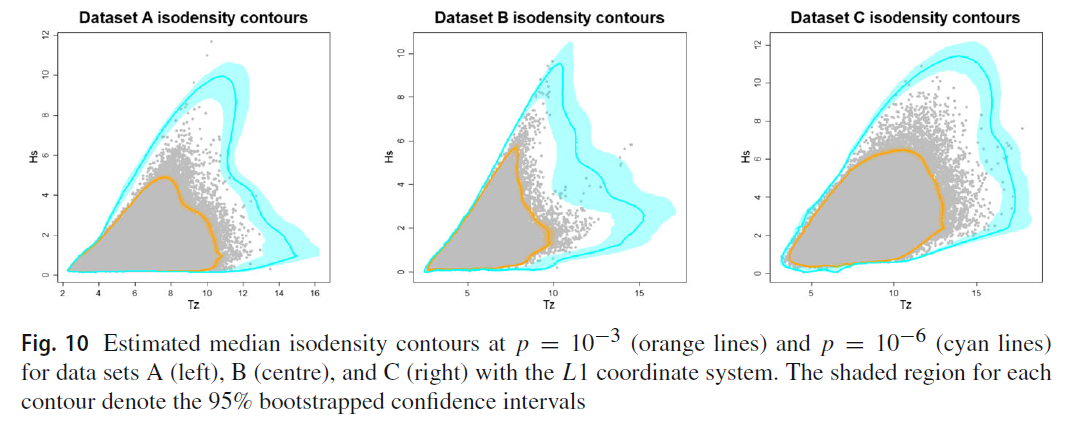 Dataset A isodensity contours
Dataset B isodensity contours
Dataset C isodensity contours
12
10
8
6
4
2
0
Hs
2
4
6
8
10
12
14
16
Tz
10
8
6
4
2
0
Hs
5
10
15
Tz
12
10
8
6
4
2
0
Hs
5
10
15
Tz
Fig. 10 Estimated median isodensity contours at p = 10−3 (orange lines) and p = 10−6 (cyan lines)
for data sets A (left), B (centre), and C (right) with the L1 coordinate system. The shaded region for each
contour denote the 95% bootstrapped confidence intervals